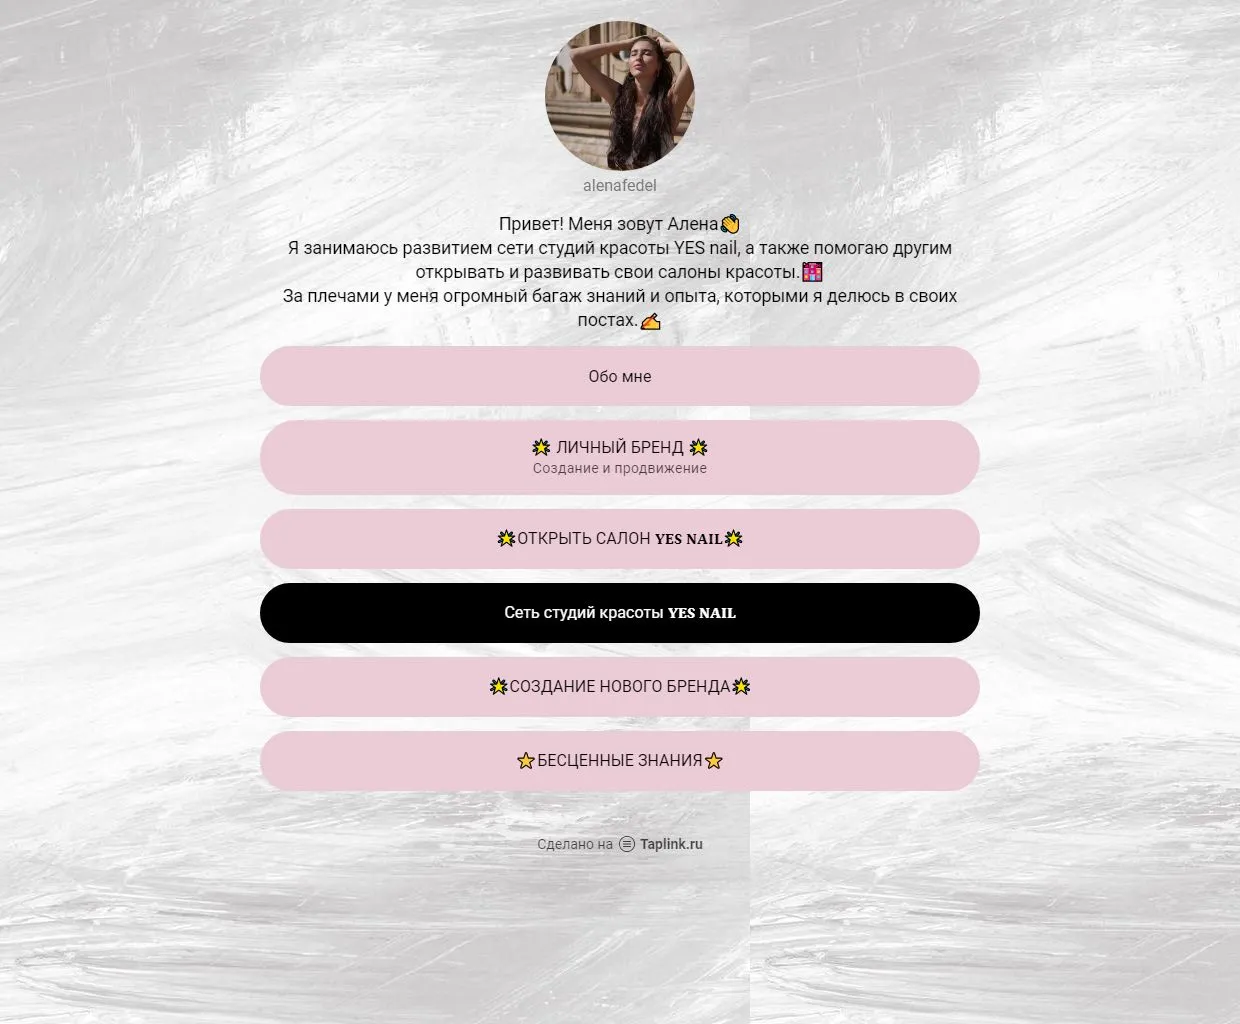 alenafedel
Привет! Меня зовут Алена👋
Я занимаюсь развитием сети студий красоты YES nail, а также помогаю другим
открывать и развивать свои салоны красоты.🏩
За плечами у меня огромный багаж знаний и опыта, которыми я делюсь в своих
постах.✍
Обо мне
🌟 ЛИЧНЫЙ БРЕНД 🌟
Создание и продвижение
🌟ОТКРЫТЬ САЛОН YES NAIL🌟
Сеть студий красоты YES NAIL
🌟СОЗДАНИЕ НОВОГО БРЕНДА🌟
⭐БЕСЦЕННЫЕ ЗНАНИЯ⭐
Сделано на Taplink.ru